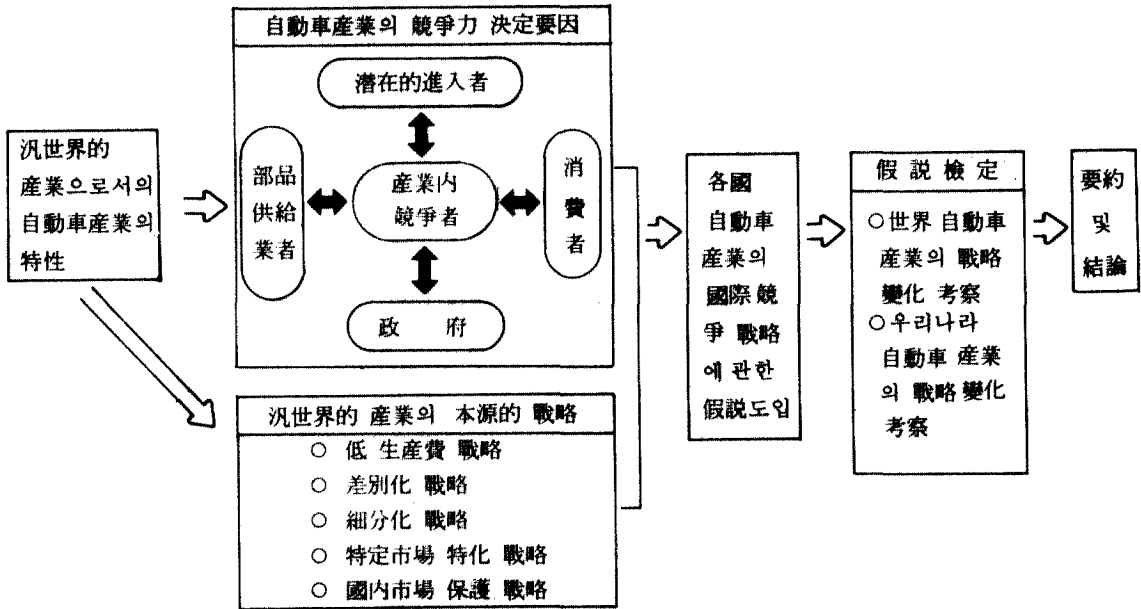 汎世界的
産業으로서의
自動車産業의
特性
自動車産業의 競爭力 決定要因
潛在的進入者
部品
供給
業者
産業內
競爭者
消
費
者
政 府
汎世界的 産業의 本源的 戰略
○ 低 生産費 戰略
○ 差別化 戰略
○ 細分化 戰略
○ 特定市場 特化 戰略
○ 國內市場 保護 戰略
各國
自動車
産業의
國際 競
爭 戰略
에 관한
假說도입
假 說 檢 定
○世界 自動車
産業의 戰略
變化 考察
○우리나라
自動車 産業
의 戰略 變化
考察
要約
및
結論